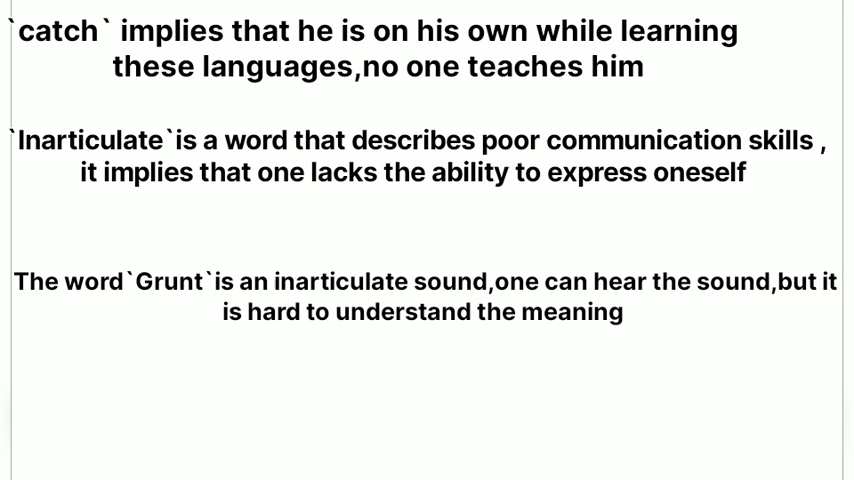 `catch` implies that he is on his own while learning
these languages,no one teaches him
`Inarticulate`is a word that describes poor communication skills ,
it implies that one lacks the ability to express oneself
The word`Grunt`is an inarticulate sound,one can hear the sound,but it
is hard to understand the meaning